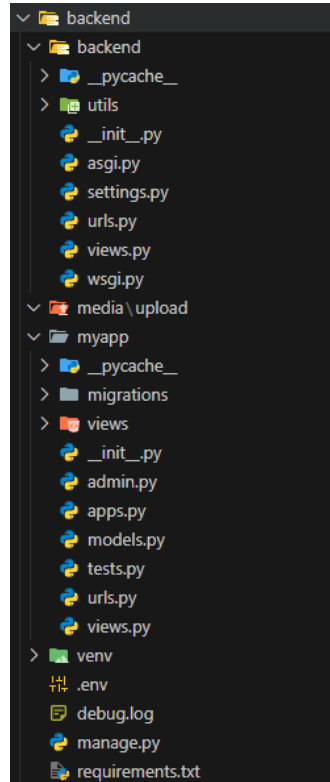 backend
backend
__pycache__
utils
__init__.py
asgi.py
settings.py
urls.py
views.py
wsgi.py
media\upload
myapp
__pycache__
migrations
views
__init__.py
admin.py
apps.py
models.py
tests.py
urls.py
views.py
venv
.env
debug.log
manage.py
requirements.txt